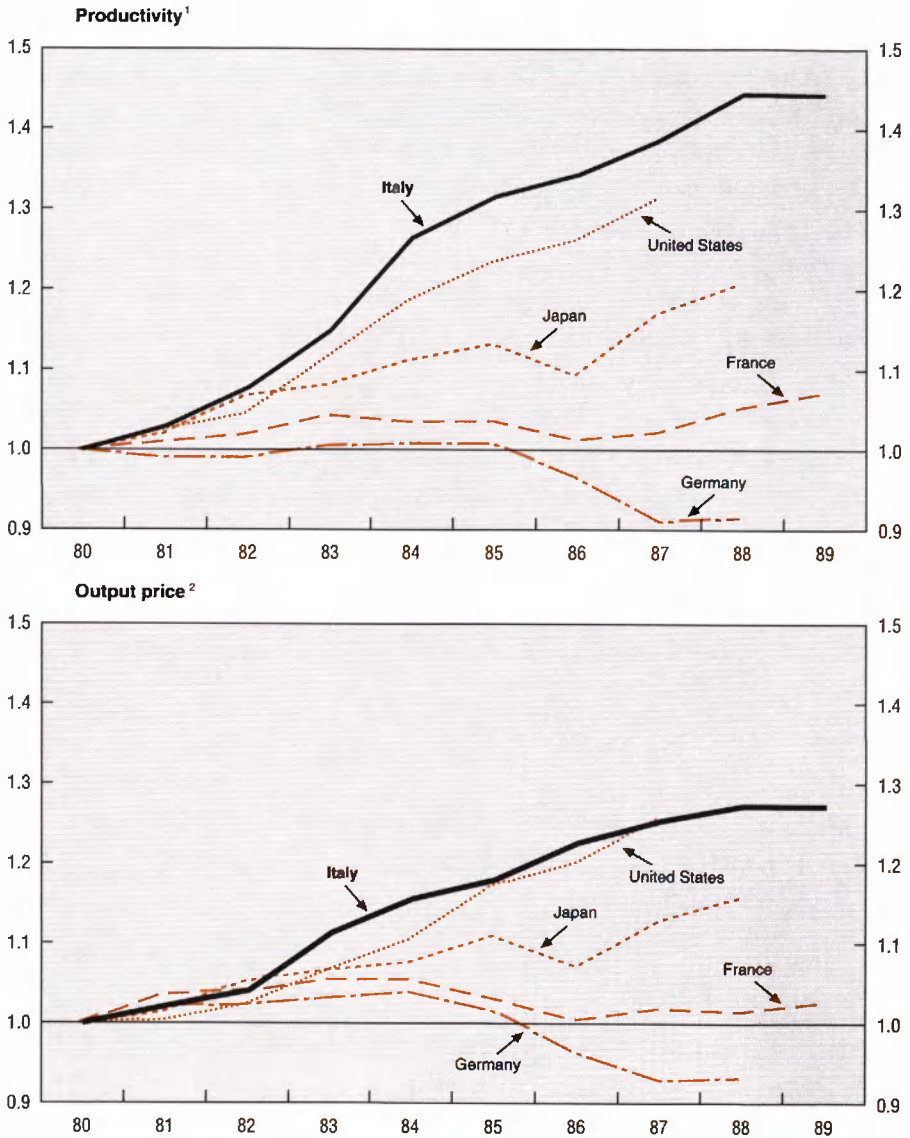 Productivity¹
1.5 1.5
1.4 1.4
Italy
1.3 1.3
United States
1.2 1.2
Japan
France
1.1 1.1
1.0 1.0
Germany
0.9 0.9
80 81 82 83 84 85 86 87 88 89
Output price²
1.5 1.5
1.4 1.4
1.3 1.3
1.2 1.2
Italy
United States
Japan
1.1 1.1
France
1.0 1.0
Germany
0.9 0.9
80 81 82 83 84 85 86 87 88 89